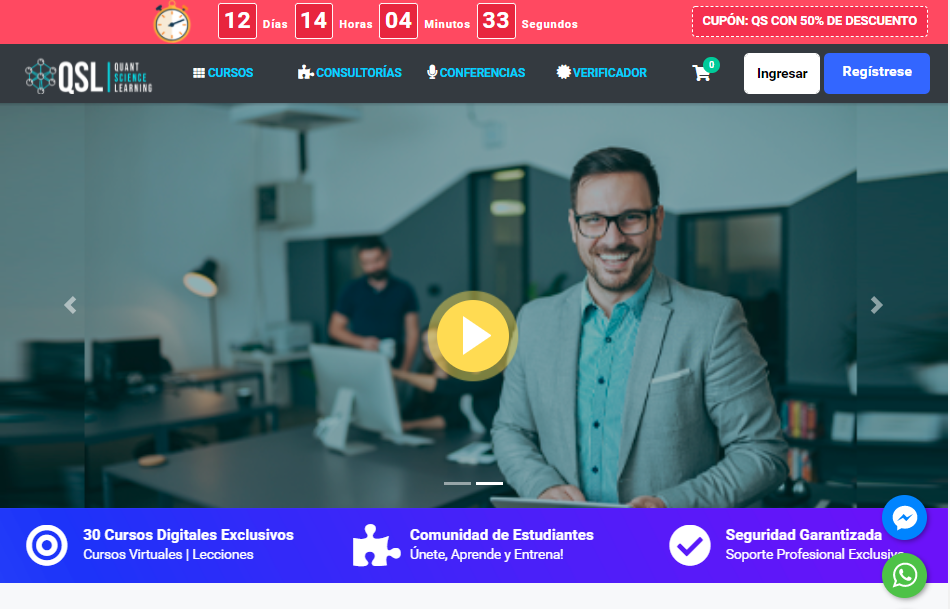 12 Días 14 Horas 04 Minutos 33 Segundos
CUPÓN: QS CON 50% DE DESCUENTO
QSL QUANT SCIENCE LEARNING
CURSOS
CONSULTORÍAS
CONFERENCIAS
VERIFICADOR
0
Ingresar
Regístrese
30 Cursos Digitales Exclusivos
Cursos Virtuales | Lecciones
Comunidad de Estudiantes
Únete, Aprende y Entrena!
Seguridad Garantizada
Soporte Profesional Exclusivo